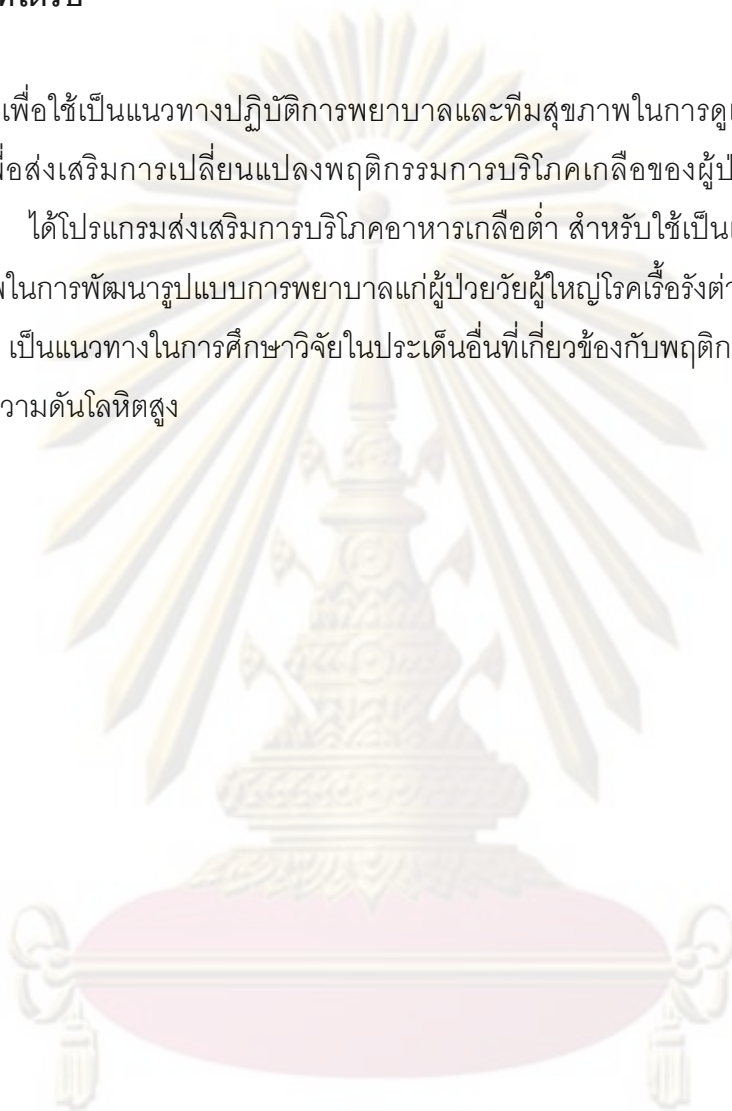 เพื่อใช้เป็นแนวทางปฏิบัติการพยาบาลและทีมสุขภาพในการดูแ
พื่อส่งเสริมการเปลี่ยนแปลงพฤติกรรมการบริโภคเกลือของผู้ป่
ได้โปรแกรมส่งเสริมการบริโภคอาหารเกลือต่ำ สำหรับใช้เป็นแ
ในการพัฒนารูปแบบการพยาบาลแก่ผู้ป่วยวัยผู้ใหญ่โรคเรื้อรังต่า
เป็นแนวทางในการศึกษาวิจัยในประเด็นอื่นที่เกี่ยวข้องกับพฤติก
วามดันโลหิตสูง